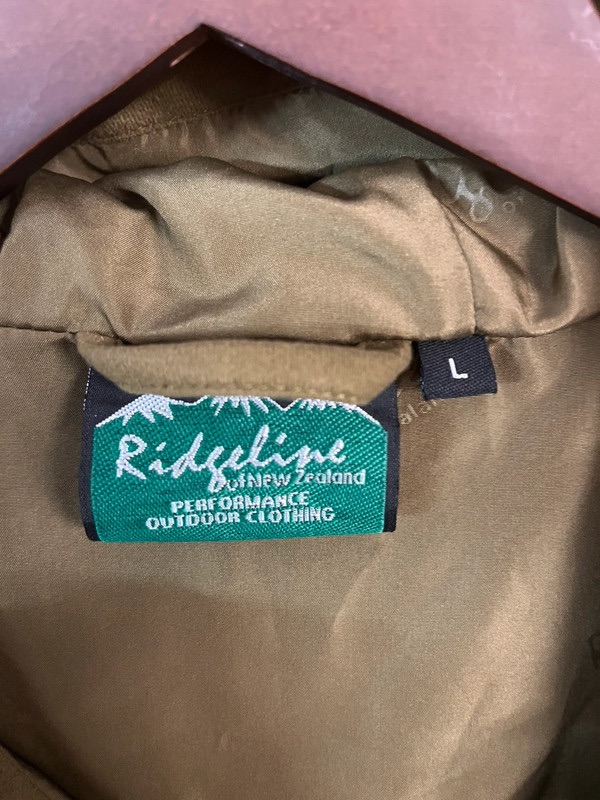 L
Ridgeline
of New Zealand
PERFORMANCE
OUTDOOR CLOTHING